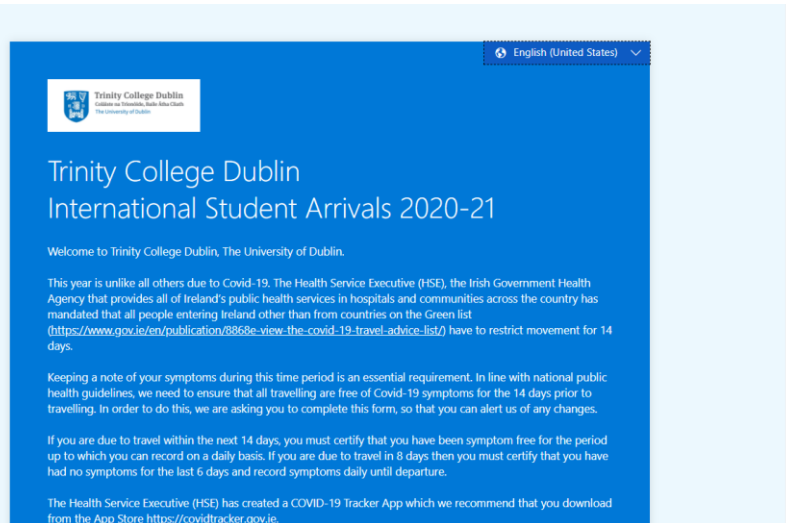 English (United States)
Trinity College Dublin
Coláiste na Tríonóide, Baile Átha Cliath
The University of Dublin
Trinity College Dublin
International Student Arrivals 2020-21
Welcome to Trinity College Dublin, The University of Dublin.
This year is unlike all others due to Covid-19. The Health Service Executive (HSE), the Irish Government Health
Agency that provides all of Ireland's public health services in hospitals and communities across the country has
mandated that all people entering Ireland other than from countries on the Green list
(https://www.gov.ie/en/publication/8868e-view-the-covid-19-travel-advice-list/) have to restrict movement for 14
days.
Keeping a note of your symptoms during this time period is an essential requirement. In line with national public
health guidelines, we need to ensure that all travelling are free of Covid-19 symptoms for the 14 days prior to
travelling. In order to do this, we are asking you to complete this form, so that you can alert us of any changes.
If you are due to travel within the next 14 days, you must certify that you have been symptom free for the period
up to which you can record on a daily basis. If you are due to travel in 8 days then you must certify that you have
had no symptoms for the last 6 days and record symptoms daily until departure.
The Health Service Executive (HSE) has created a COVID-19 Tracker App which we recommend that you download
from the App Store https://covidtracker.gov.ie.